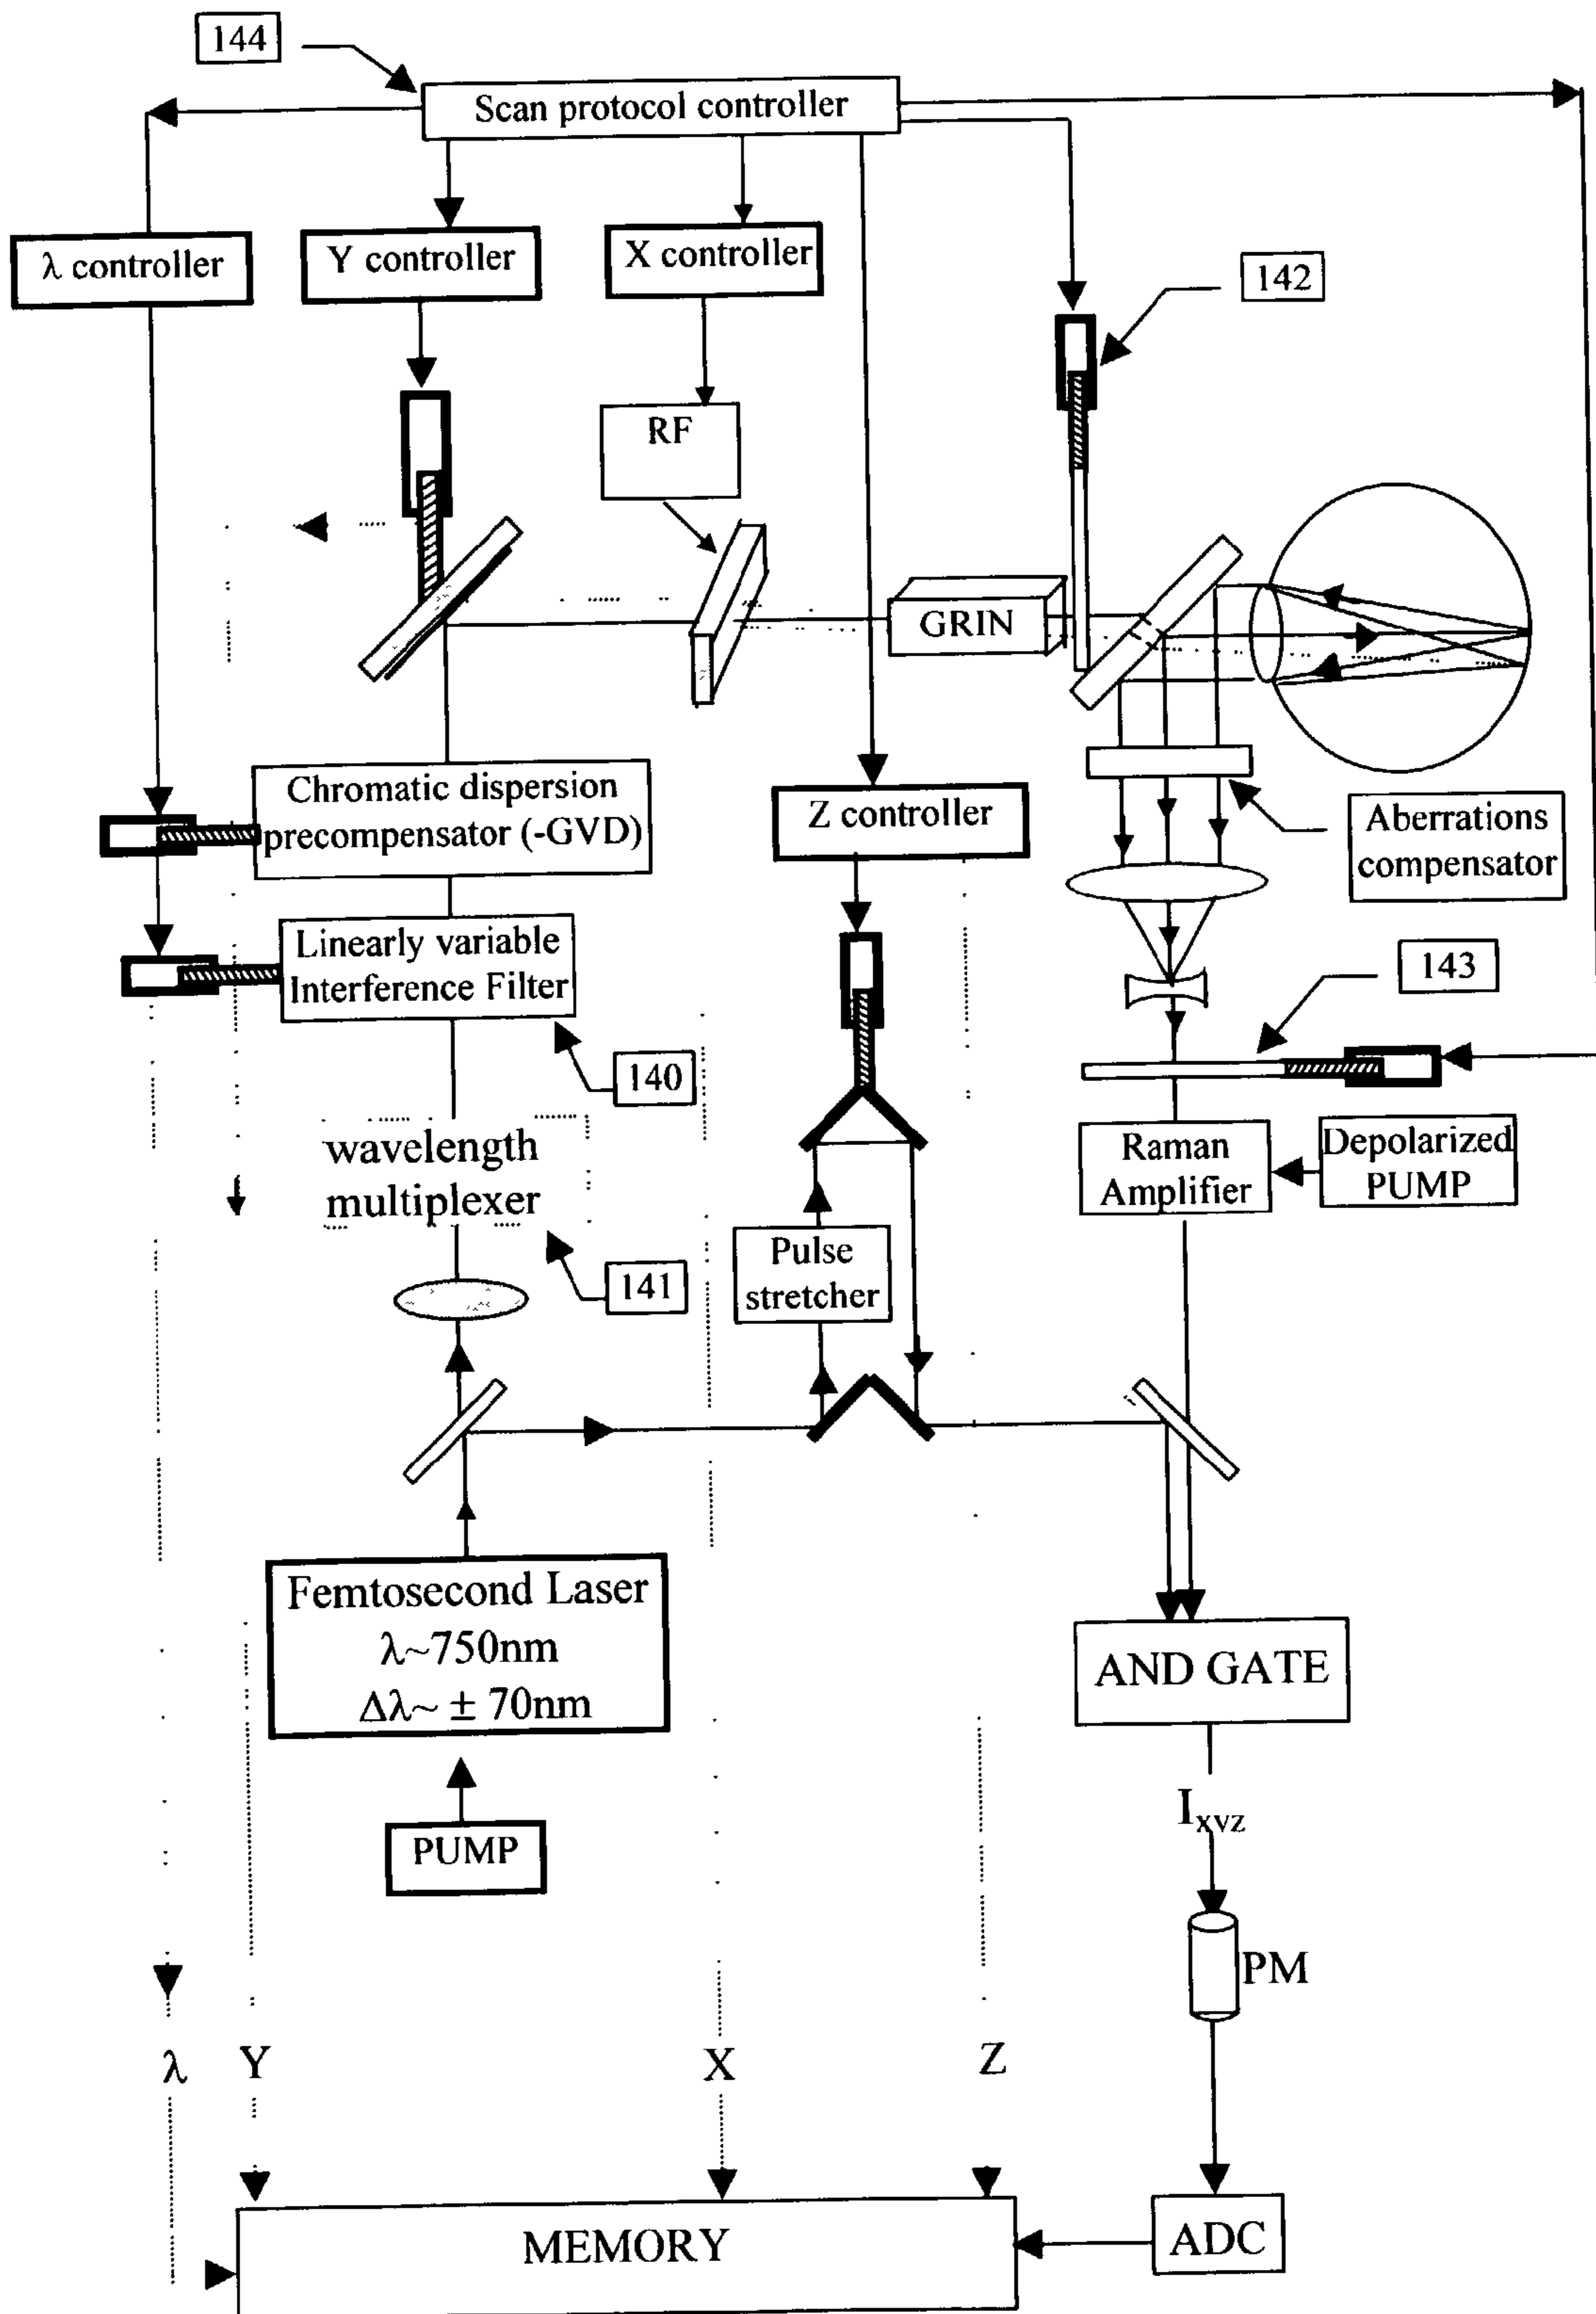 144
Scan protocol controller
λ controller
Y controller
X controller
142
RF
GRIN
Chromatic dispersion
precompensator (-GVD)
Z controller
Aberrations
compensator
Linearly variable
Interference Filter
143
140
wavelength
multiplexer
Raman
Amplifier
Depolarized
PUMP
Pulse
stretcher
141
Femtosecond Laser
λ~750nm
Δλ~ ± 70nm
AND GATE
Ixyz
PUMP
PM
λ
Y
X
Z
MEMORY
ADC